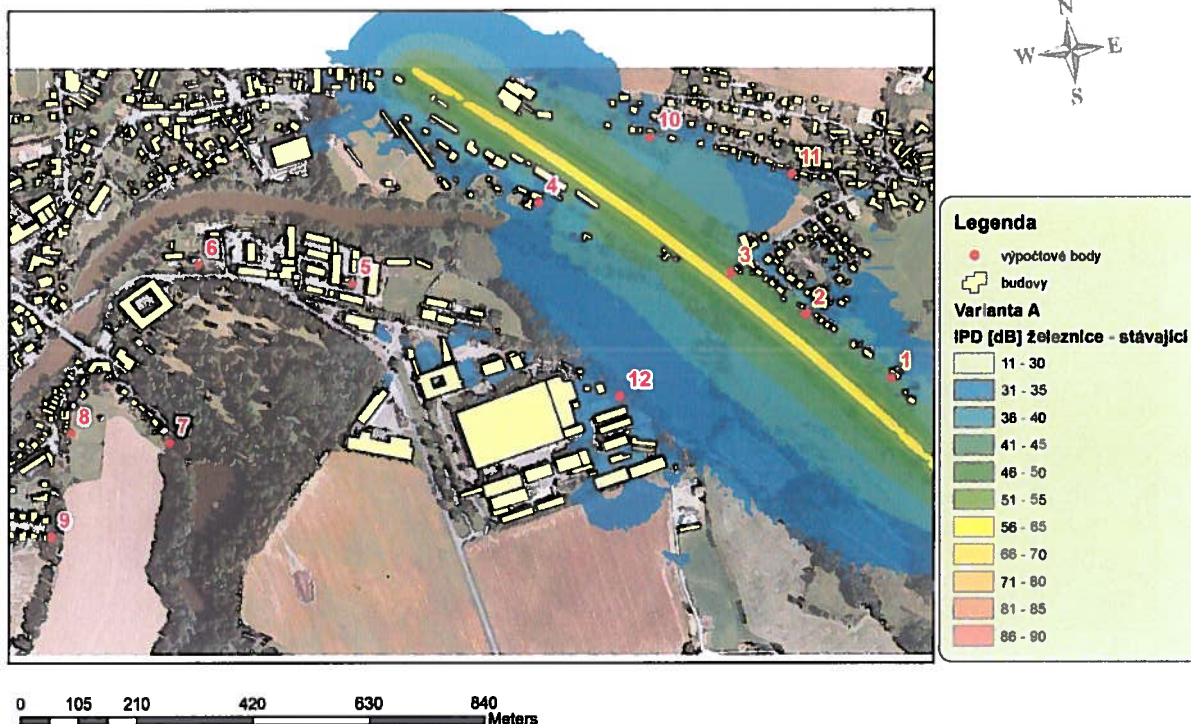 N
W E
S
10
11
4
6
5
3
2
1
12
8
7
9
Legenda
výpočtové body
budovy
Varianta A
IPD [dB] železnice - stávající
11 - 30
31 - 35
36 - 40
41 - 45
46 - 50
51 - 55
56 - 65
66 - 70
71 - 80
81 - 85
86 - 90
0 105 210 420 630 840
Meters